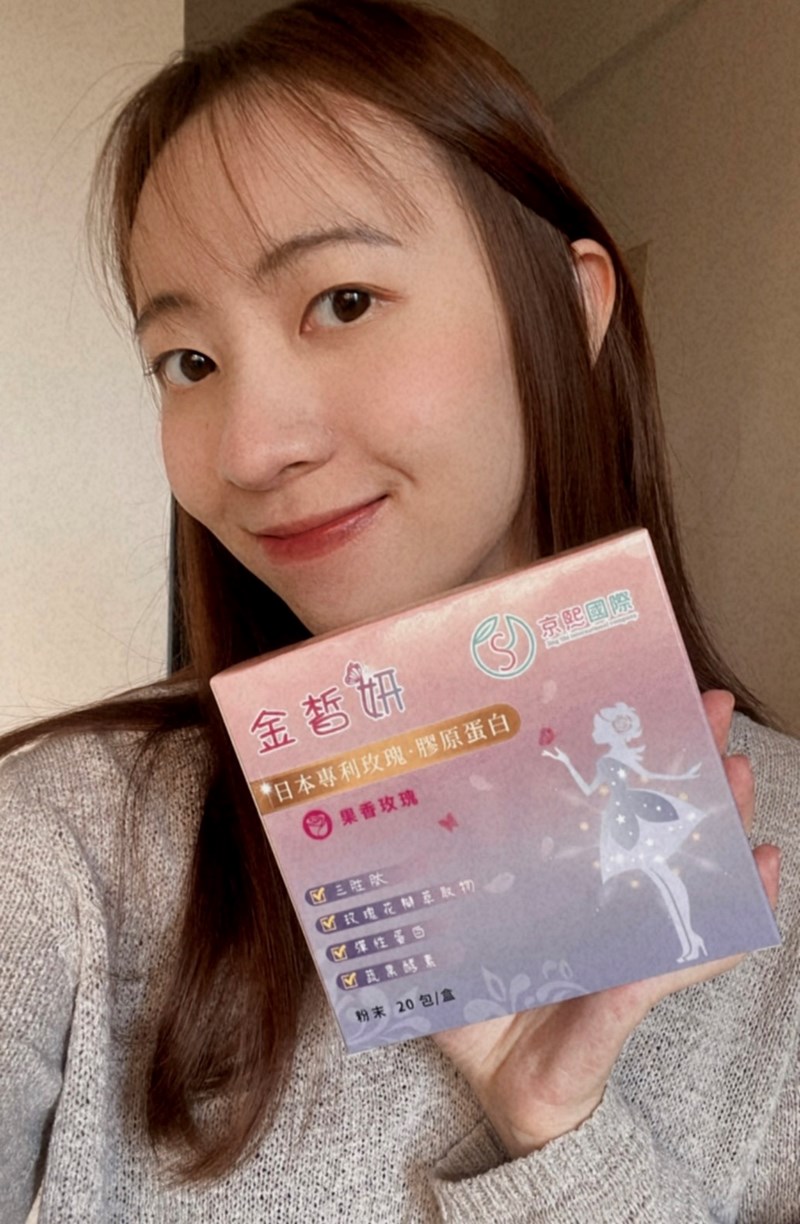 京熙國際
金皙妍
日本專利玫瑰·膠原蛋白
果香玫瑰
三胜肽
玫瑰花瓣萃取物
彈性蛋白
蔬果酵素
粉末 20 包/盒